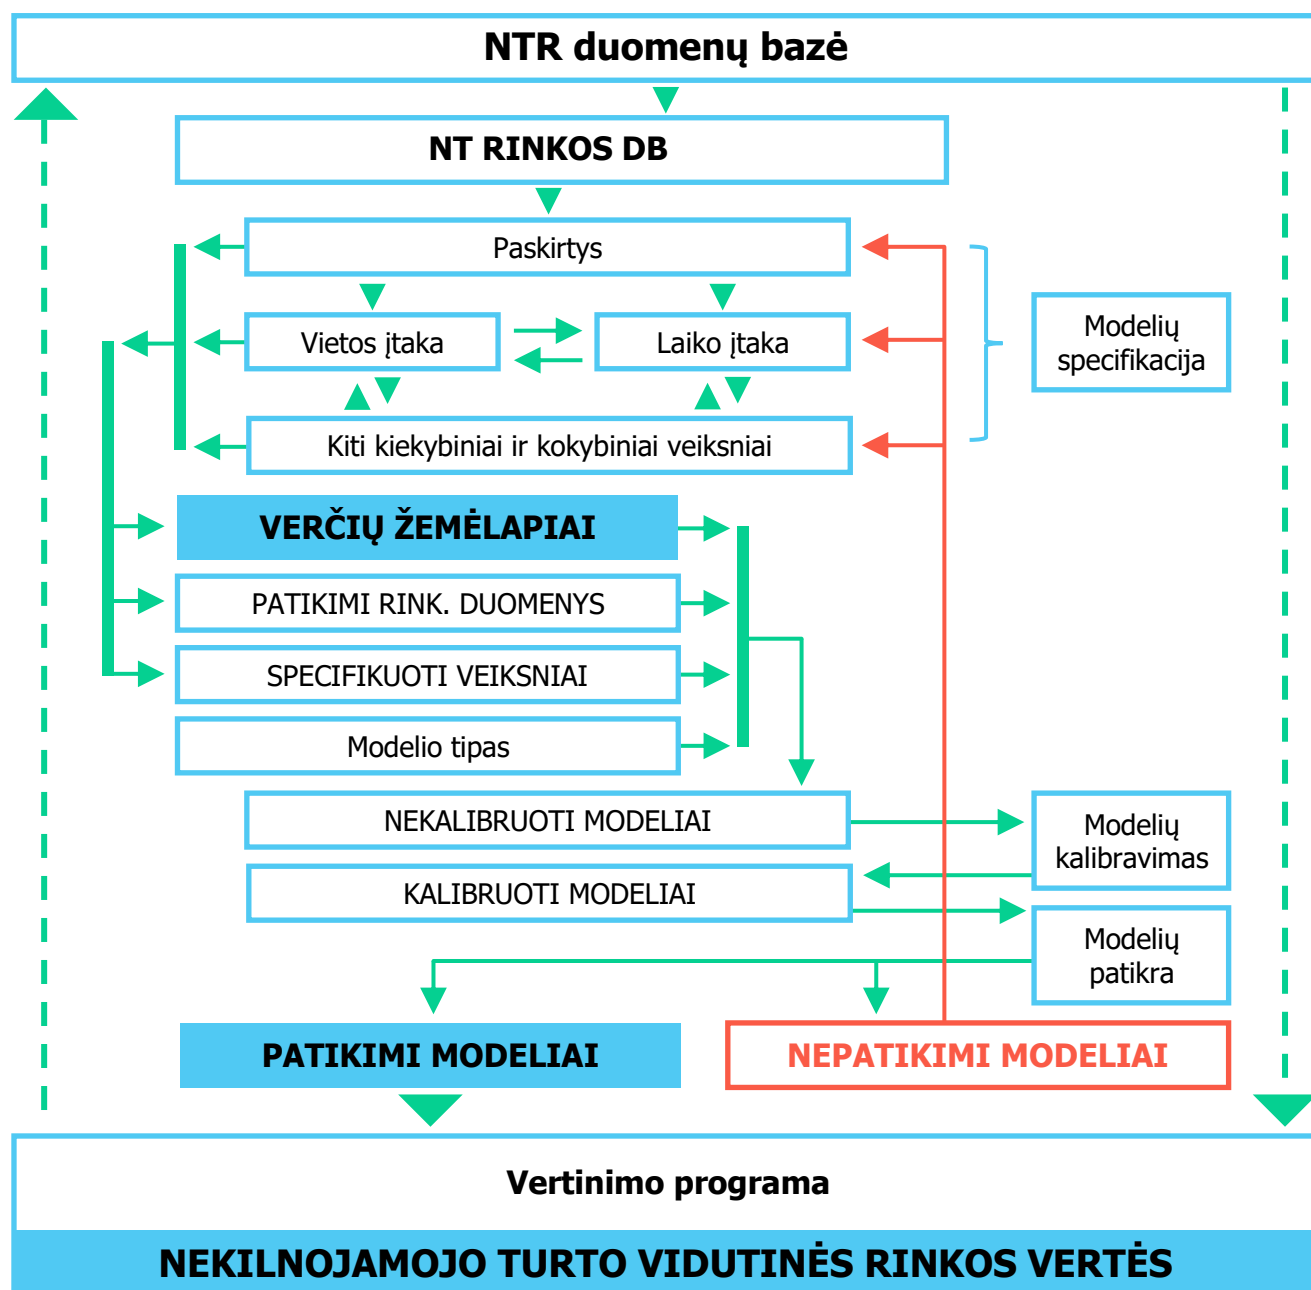 NTR duomenų bazė
NT RINKOS DB
Paskirtys
Vietos įtaka
Laiko įtaka
Modelių
specifikacija
Kiti kiekybiniai ir kokybiniai veiksniai
VERČIŲ ŽEMĖLAPIAI
PATIKIMI RINK. DUOMENYS
SPECIFIKUOTI VEIKSNIAI
Modelio tipas
NEKALIBRUOTI MODELIAI
Modelių
kalibravimas
KALIBRUOTI MODELIAI
Modelių
patikra
PATIKIMI MODELIAI
NEPATIKIMI MODELIAI
Vertinimo programa
NEKILNOJAMOJO TURTO VIDUTINĖS RINKOS VERTĖS